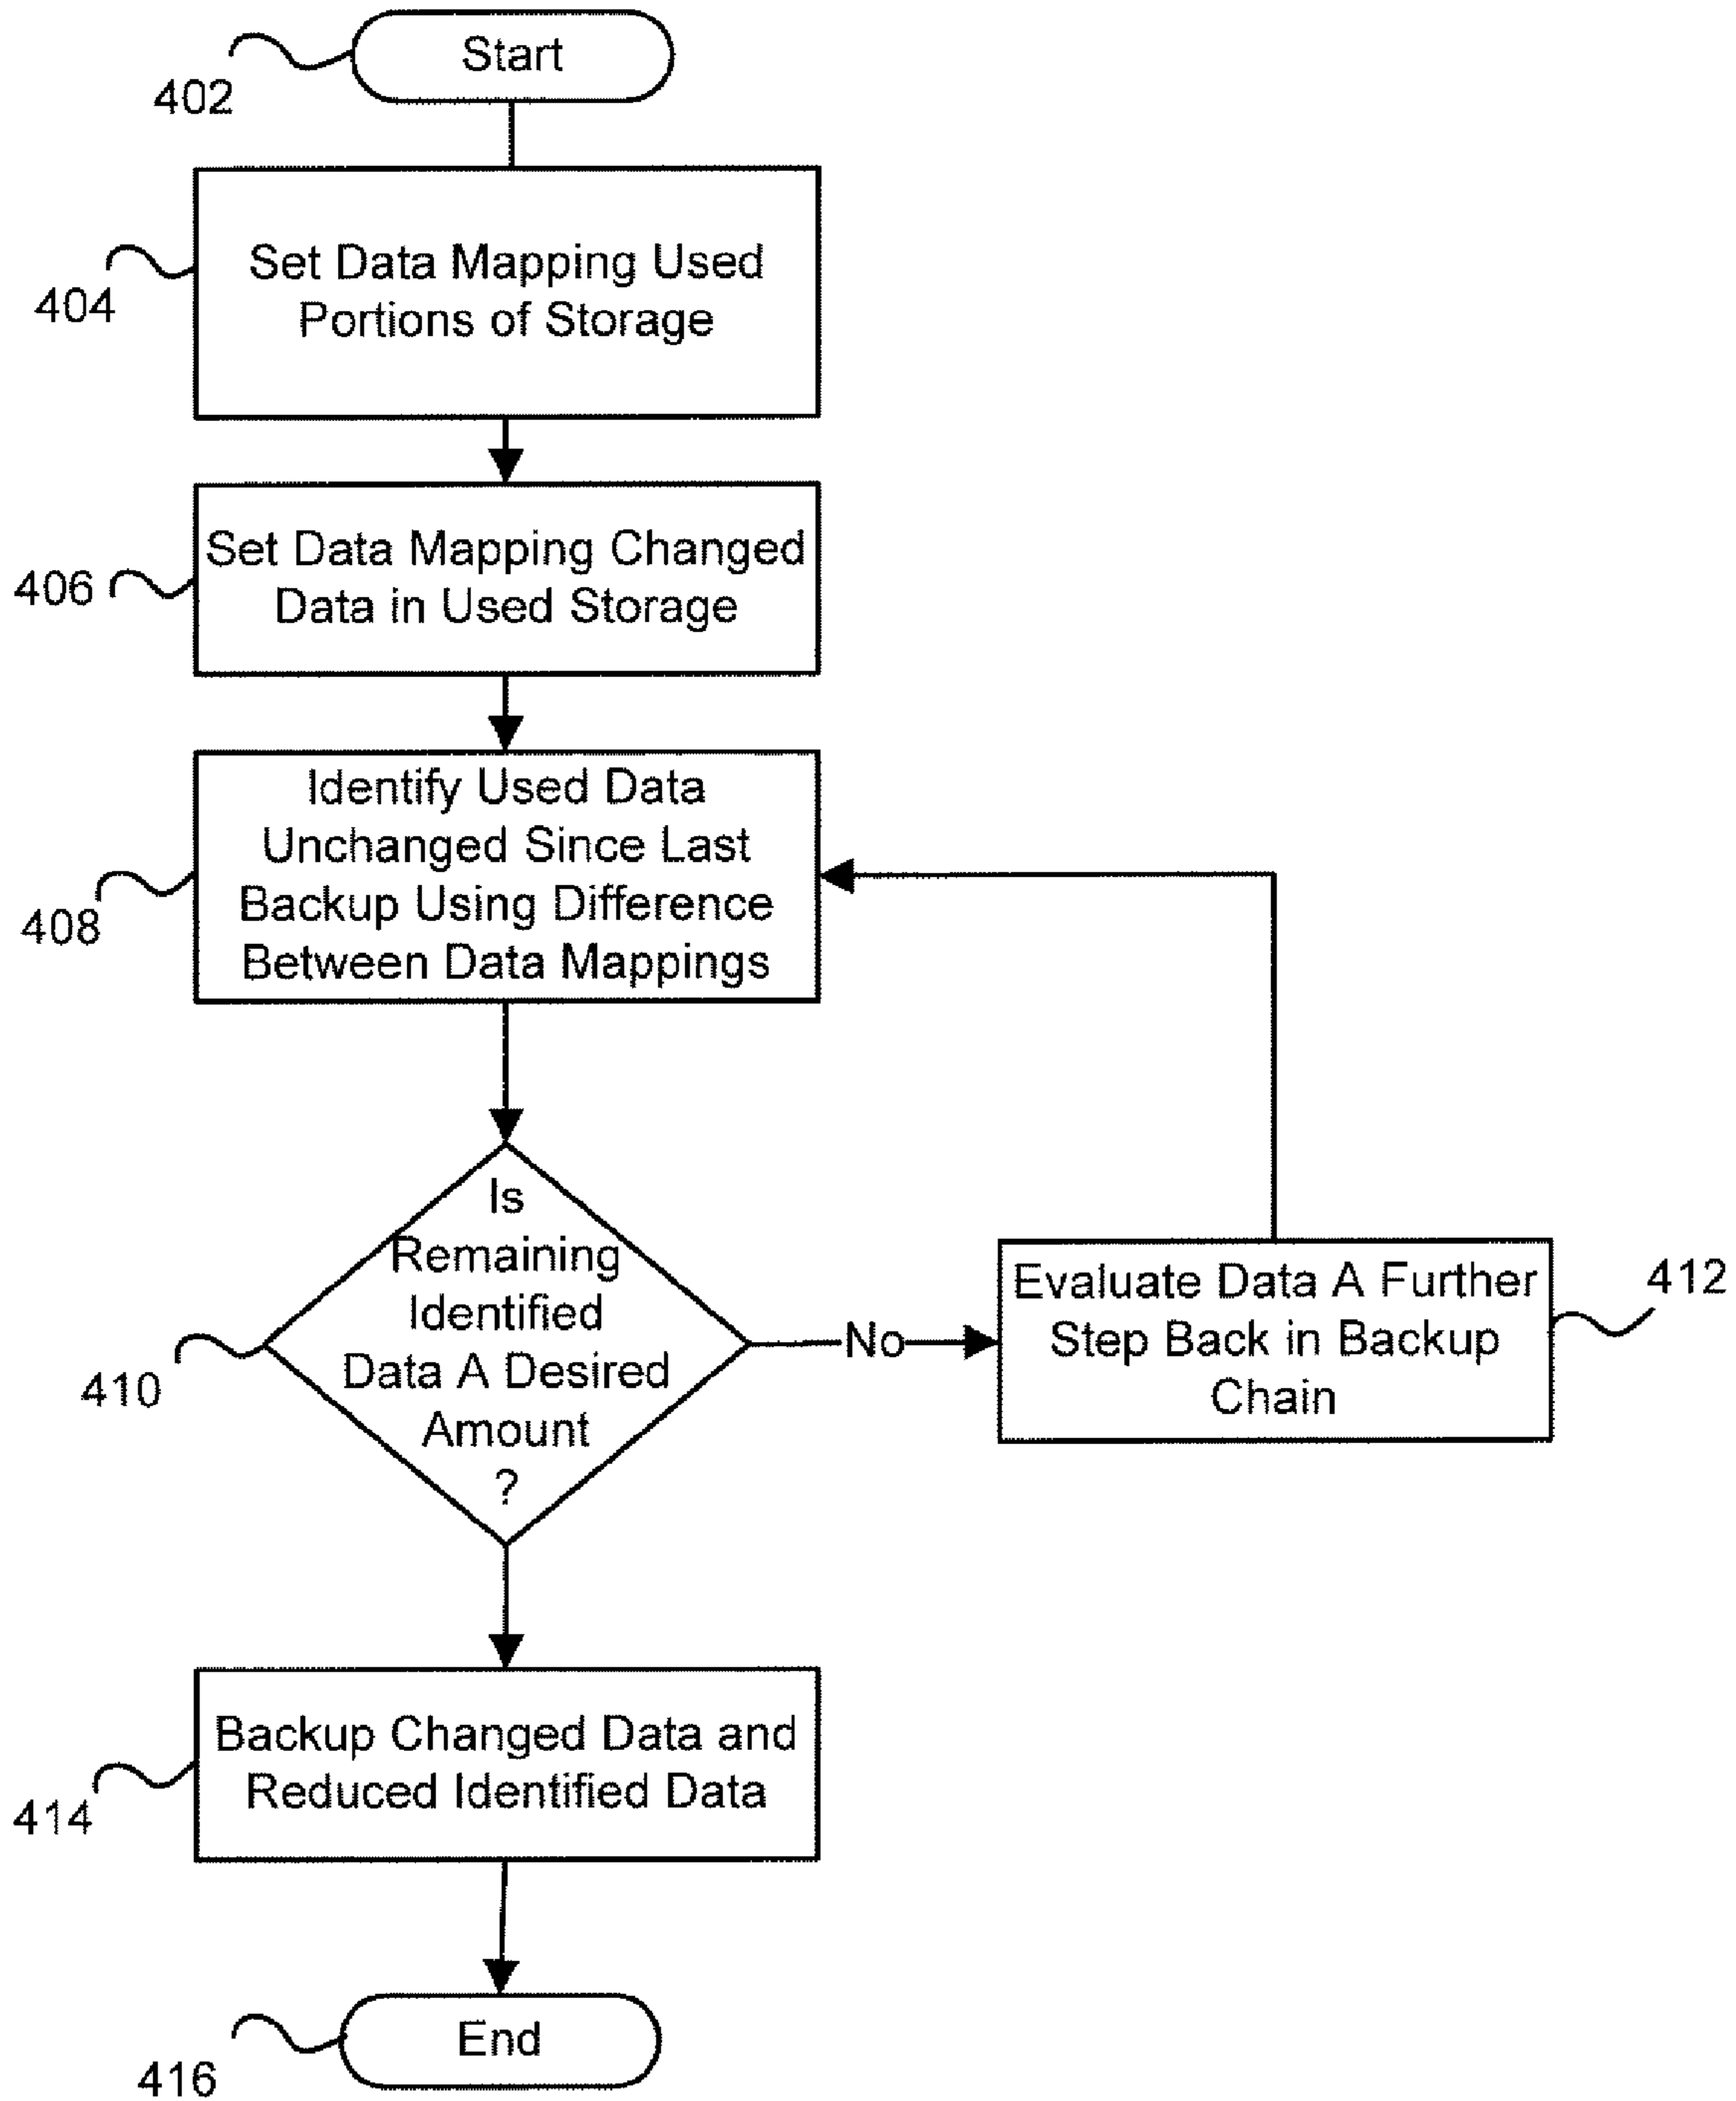 Start
402
Set Data Mapping Used
Portions of Storage
404
Set Data Mapping Changed
Data in Used Storage
406
Identify Used Data
Unchanged Since Last
Backup Using Difference
Between Data Mappings
408
Is
Remaining
Identified
Data A Desired
Amount
?
410
No
Evaluate Data A Further
Step Back in Backup
Chain
412
Backup Changed Data and
Reduced Identified Data
414
End
416